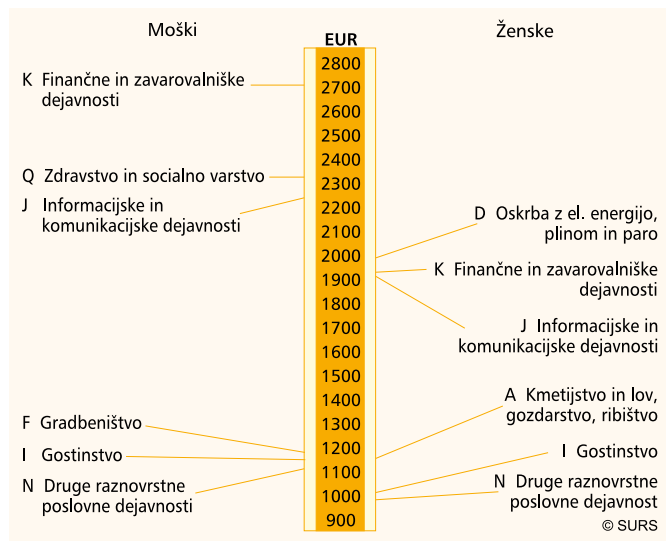 Moški
EUR
Ženske
K Finančne in zavarovalniške
dejavnosti
Q Zdravstvo in socialno varstvo
J Informacijske in
komunikacijske dejavnosti
F Gradbeništvo
I Gostinstvo
N Druge raznovrstne
poslovne dejavnosti
2800
2700
2600
2500
2400
2300
2200
2100
2000
1900
1800
1700
1600
1500
1400
1300
1200
1100
1000
900
D Oskrba z el. energijo,
plinom in paro
K Finančne in zavarovalniške
dejavnosti
J Informacijske in
komunikacijske dejavnosti
A Kmetijstvo in lov,
gozdarstvo, ribištvo
I Gostinstvo
N Druge raznovrstne
poslovne dejavnost
© SURS